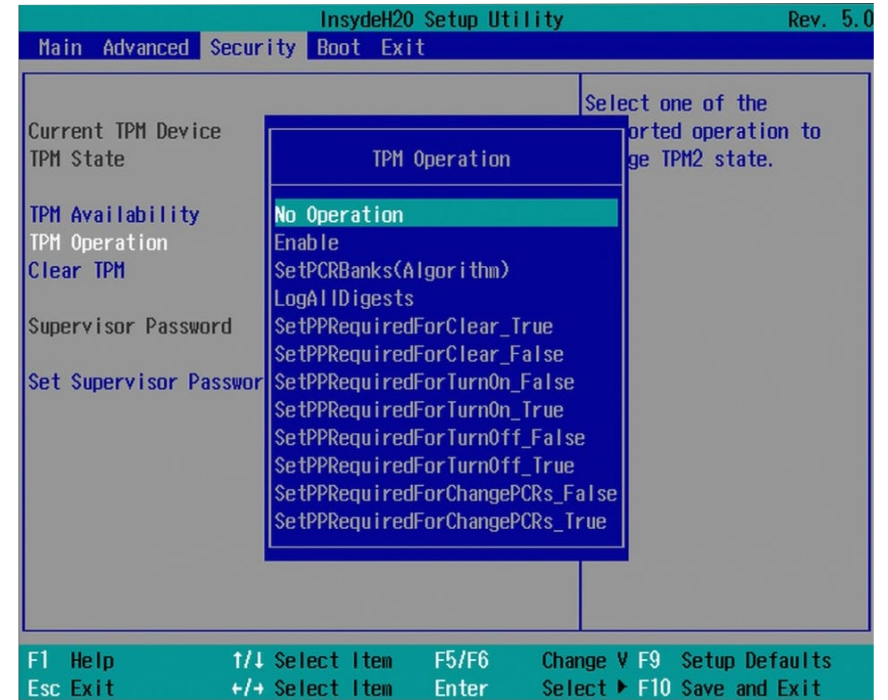 InsydeH20 Setup Utility Rev. 5.0
Main Advanced Security Boot Exit
Select one of the
Current TPM Device orted operation to
TPM State TPM Operation ge TPM2 state.
TPM Availability No Operation
TPM Operation Enable
Clear TPM SetPCRBanks(Algorithm)
LogAllDigests
Supervisor Password SetPPRequiredForClear_True
SetPPRequiredForClear_False
Set Supervisor Passwor SetPPRequiredForTurnOn_False
SetPPRequiredForTurnOn_True
SetPPRequiredForTurnOff_False
SetPPRequiredForTurnOff_True
SetPPRequiredForChangePCRs_False
SetPPRequiredForChangePCRs_True
F1 Help ↑/↓ Select Item F5/F6 Change V F9 Setup Defaults
Esc Exit ←/→ Select Item Enter Select ▶ F10 Save and Exit